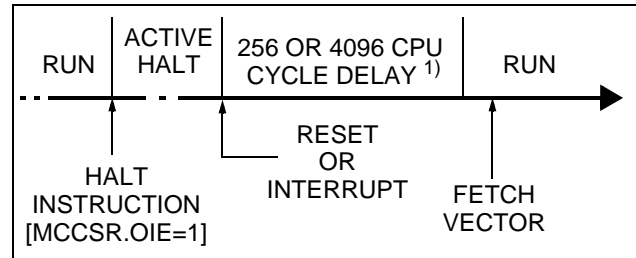 RUN
ACTIVE
HALT
256 OR 4096 CPU
CYCLE DELAY 1)
RUN
HALT
INSTRUCTION
[MCCSR.OIE=1]
RESET
OR
INTERRUPT
FETCH
VECTOR